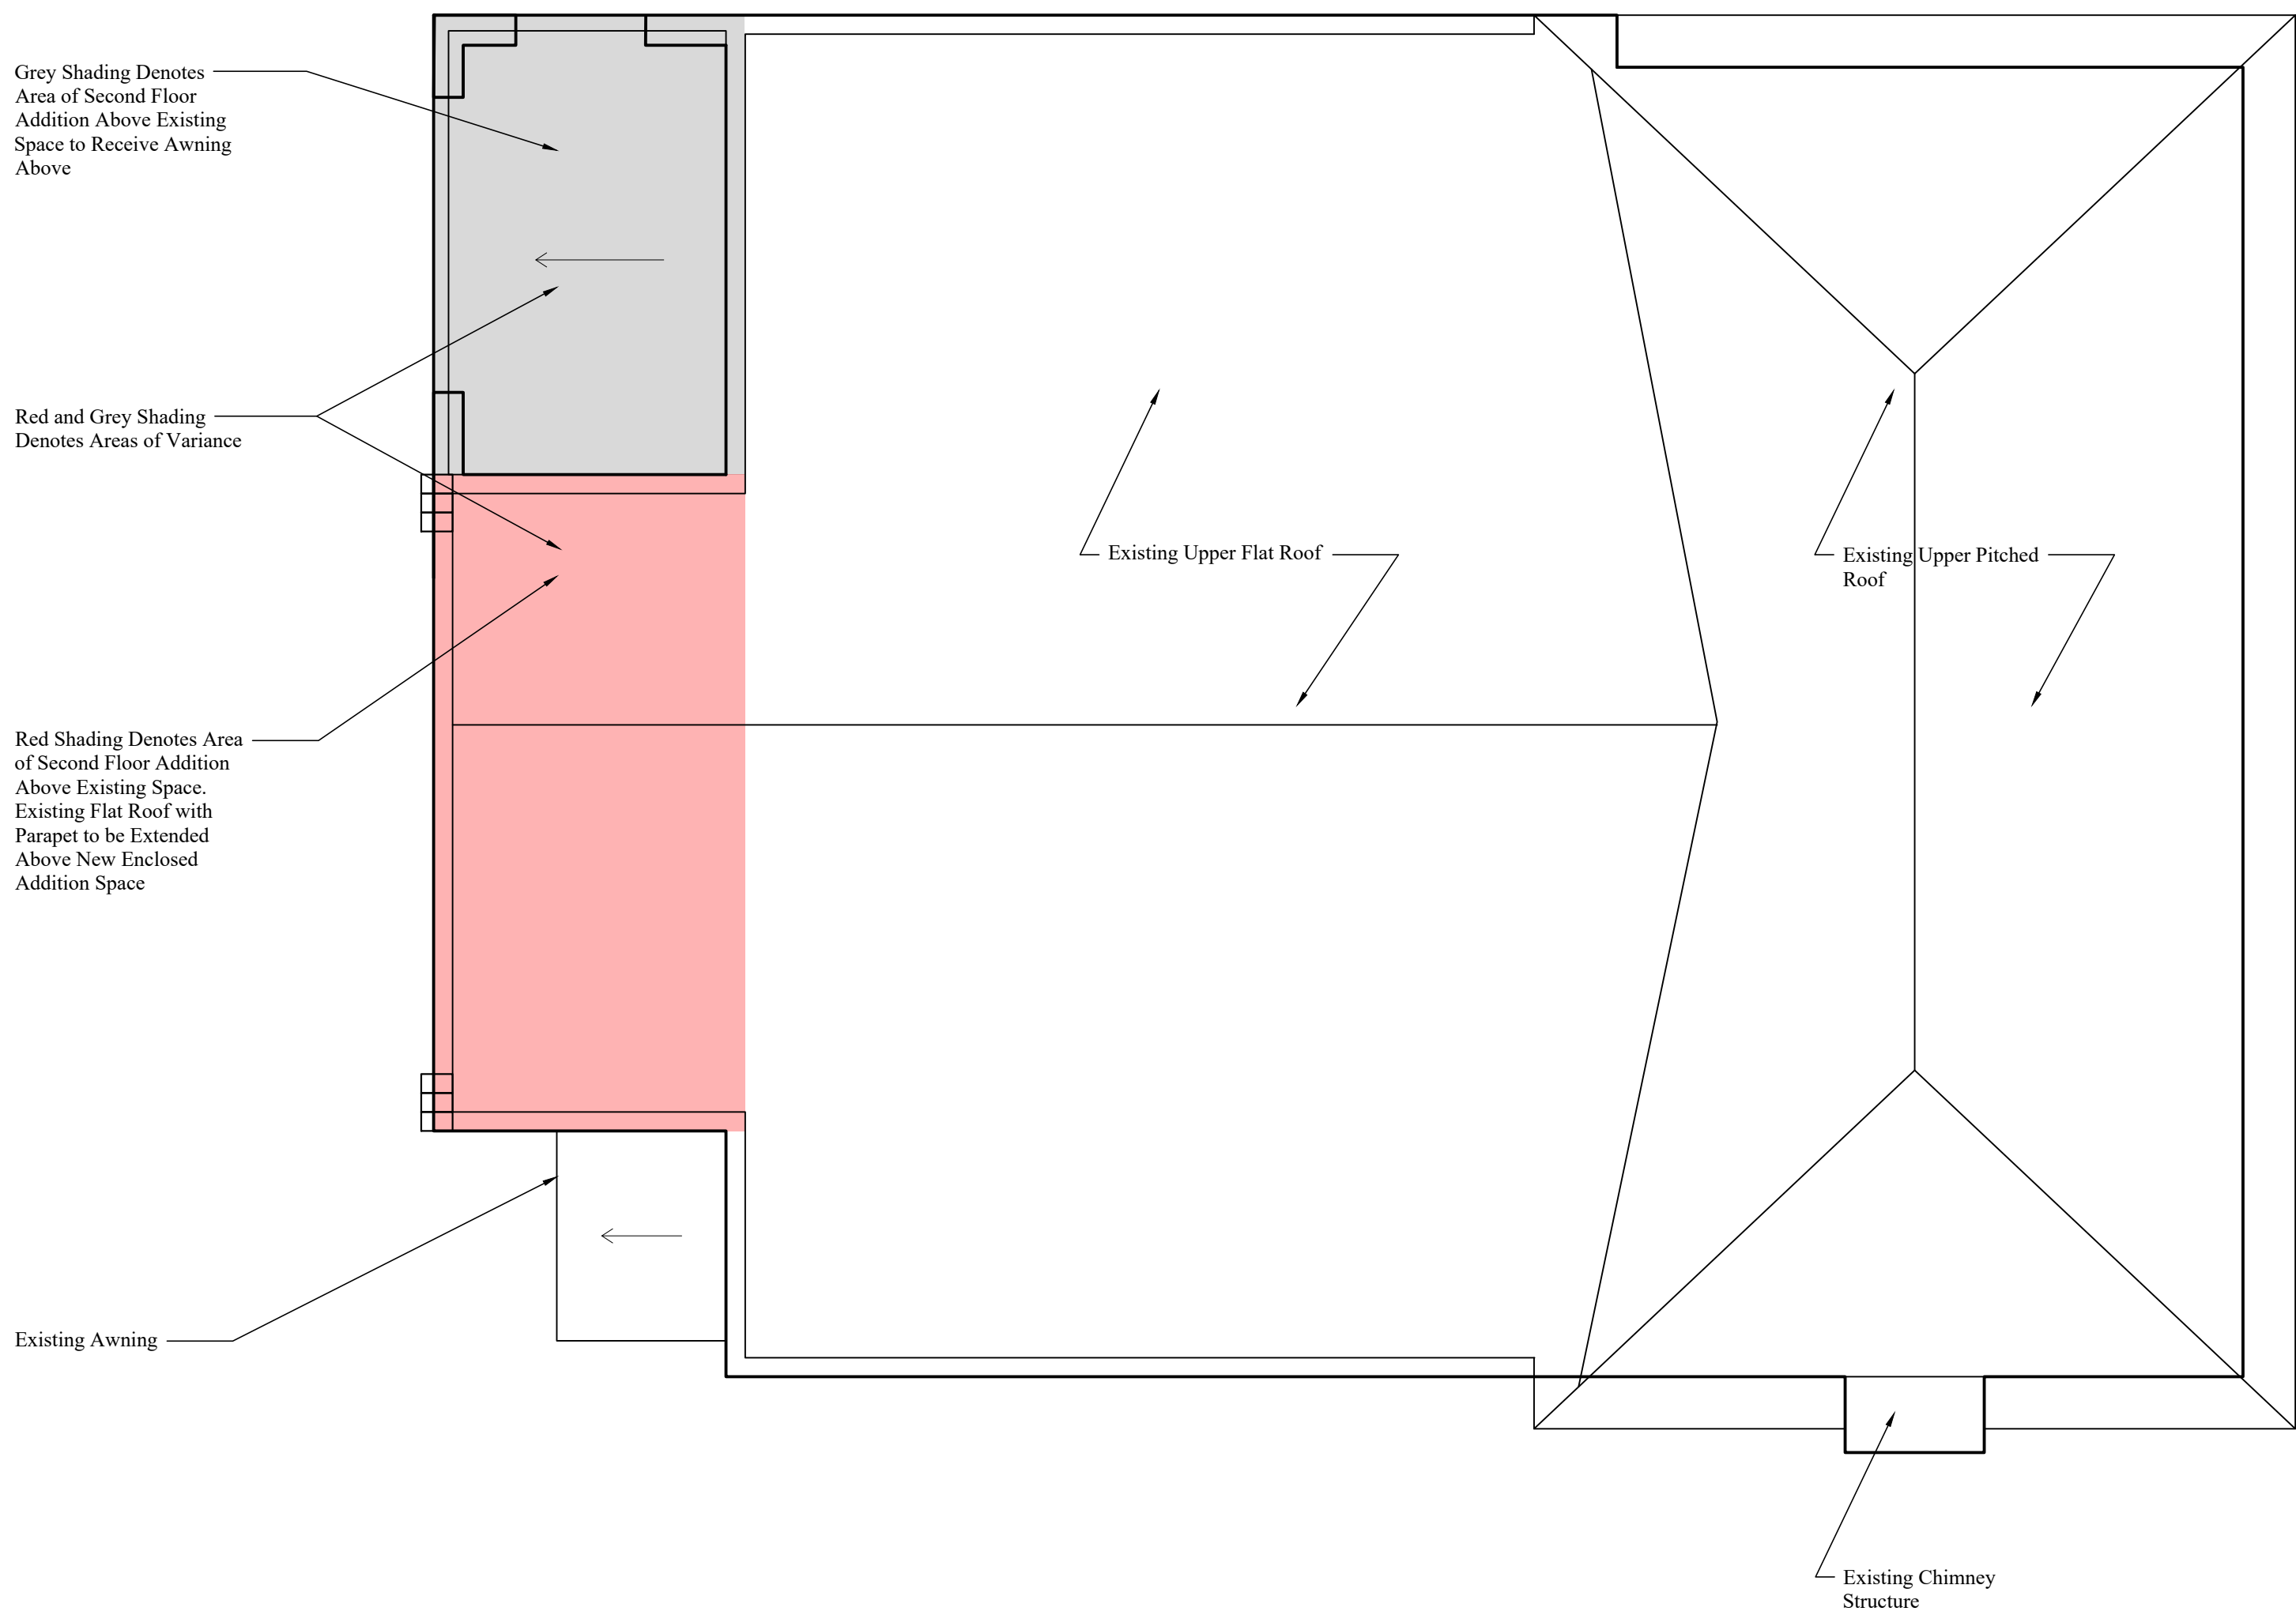 Grey Shading Denotes
Area of Second Floor
Addition Above Existing
Space to Receive Awning
Above
Red and Grey Shading
Denotes Areas of Variance
Existing Upper Flat Roof
Existing Upper Pitched
Roof
Red Shading Denotes Area
of Second Floor Addition
Above Existing Space.
Existing Flat Roof with
Parapet to be Extended
Above New Enclosed
Addition Space
Existing Awning
Existing Chimney
Structure